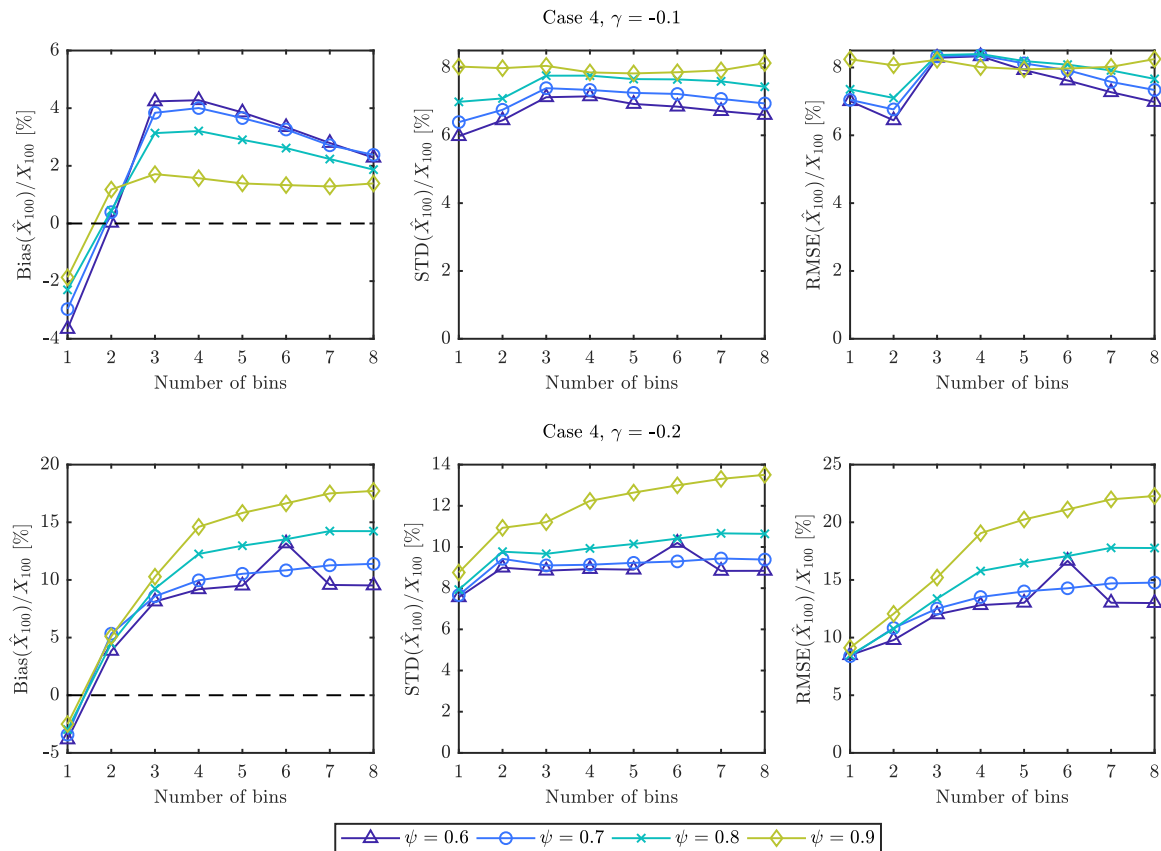 Case 4, γ = -0.1
Bias(X̂₁₀₀)/X₁₀₀ [%]
6
4
2
0
-2
-4
1 2 3 4 5 6 7 8
Number of bins
STD(X̂₁₀₀)/X₁₀₀ [%]
8
6
4
2
0
1 2 3 4 5 6 7 8
Number of bins
RMSE(X̂₁₀₀)/X₁₀₀ [%]
8
6
4
2
0
1 2 3 4 5 6 7 8
Number of bins
Case 4, γ = -0.2
Bias(X̂₁₀₀)/X₁₀₀ [%]
20
15
10
5
0
-5
1 2 3 4 5 6 7 8
Number of bins
STD(X̂₁₀₀)/X₁₀₀ [%]
14
12
10
8
6
4
2
0
1 2 3 4 5 6 7 8
Number of bins
RMSE(X̂₁₀₀)/X₁₀₀ [%]
25
20
15
10
5
0
1 2 3 4 5 6 7 8
Number of bins
ψ = 0.6 ψ = 0.7 ψ = 0.8 ψ = 0.9